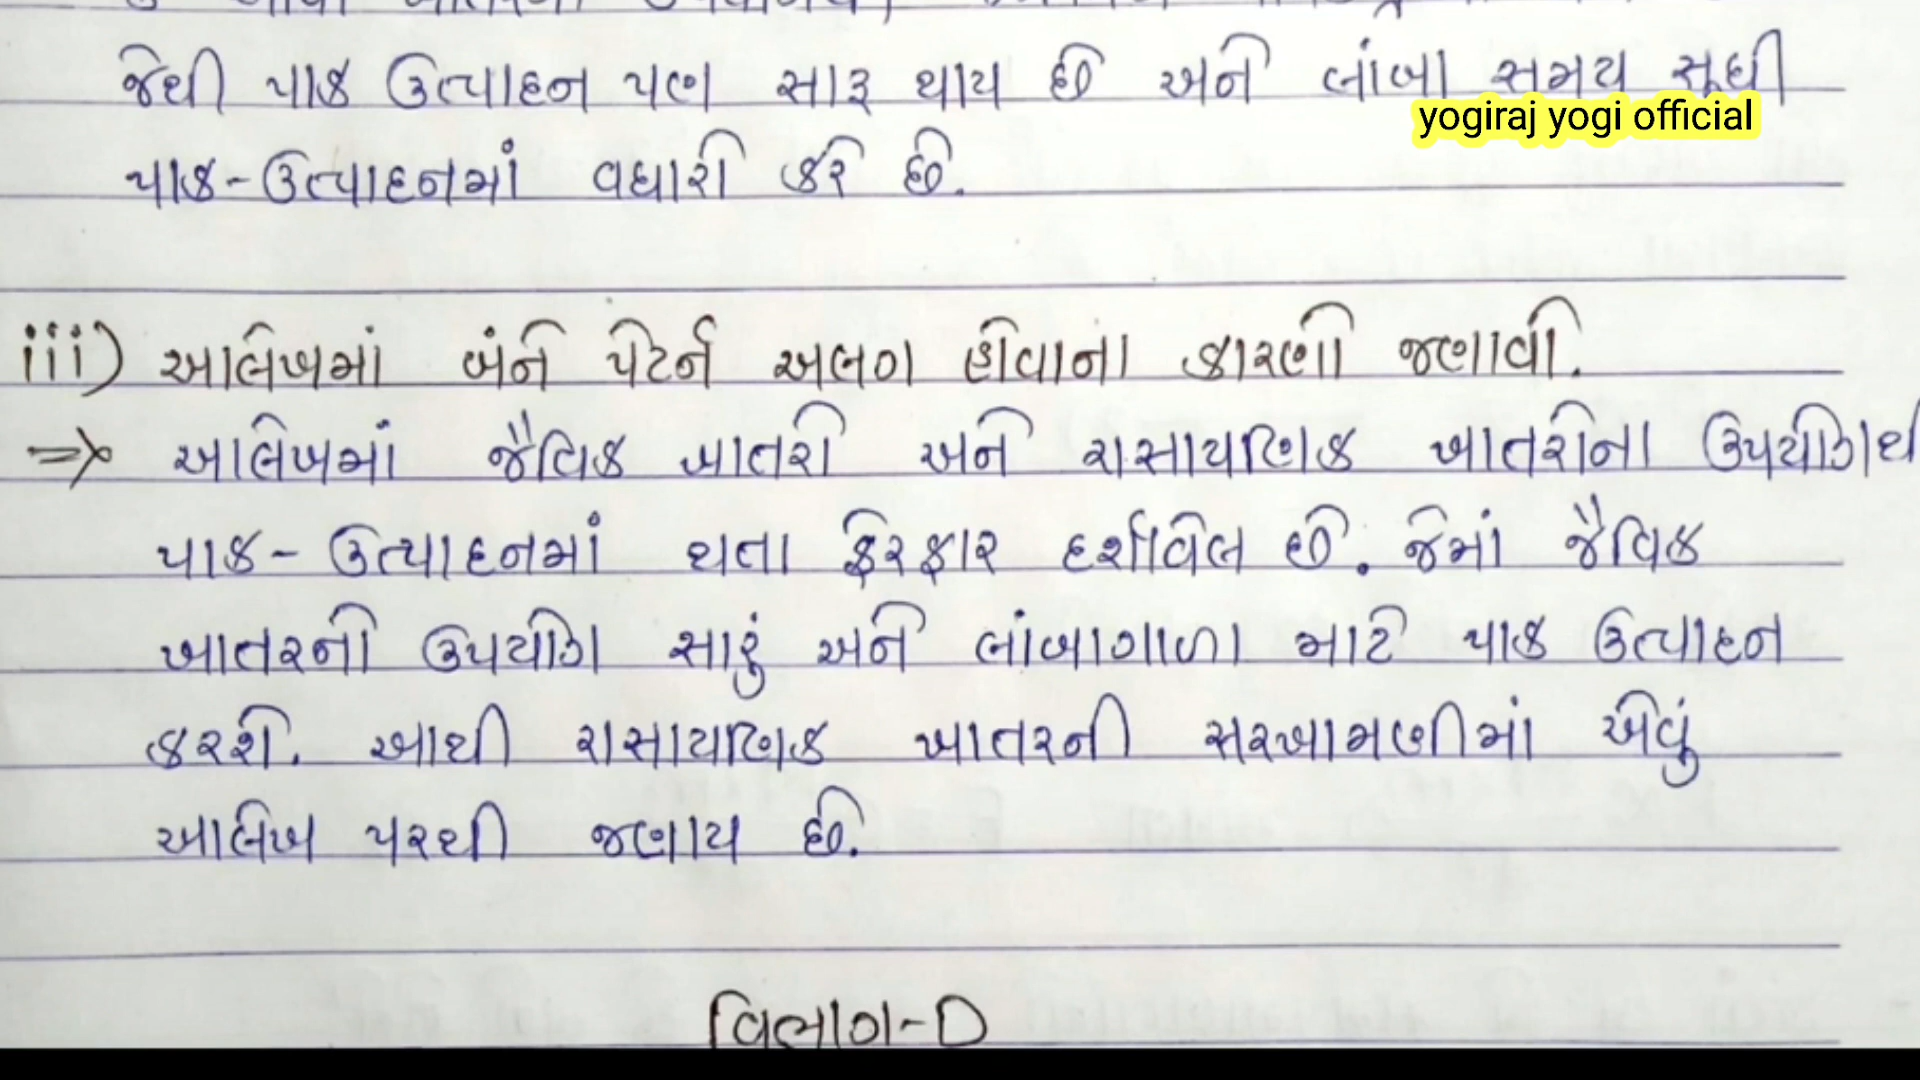 જેથી પાક ઉત્પાદન પણ સારૂ થાય છે અને લાંબા સમય સૂધી
yogiraj yogi official
પાક-ઉત્પાદનમાં વધારો કરે છે.
iii) આલેખમાં બંને પેટર્ન અલગ હોવાના કારણો જણાવો.
⇒ આલેખમાં જૈવિક ખાતરો અને રાસાયણિક ખાતરોના ઉપયોગથી
પાક- ઉત્પાદનમાં થતા ફેરફાર દર્શાવેલ છે. જેમાં જૈવિક
ખાતરનો ઉપયોગ સારું અને લાંબાગાળા માટે પાક ઉત્પાદન
કરશે. આથી રાસાયણિક ખાતરની સરખામણીમાં એવું
આલેખ પરથી જણાય છે.
વિભાગ-D